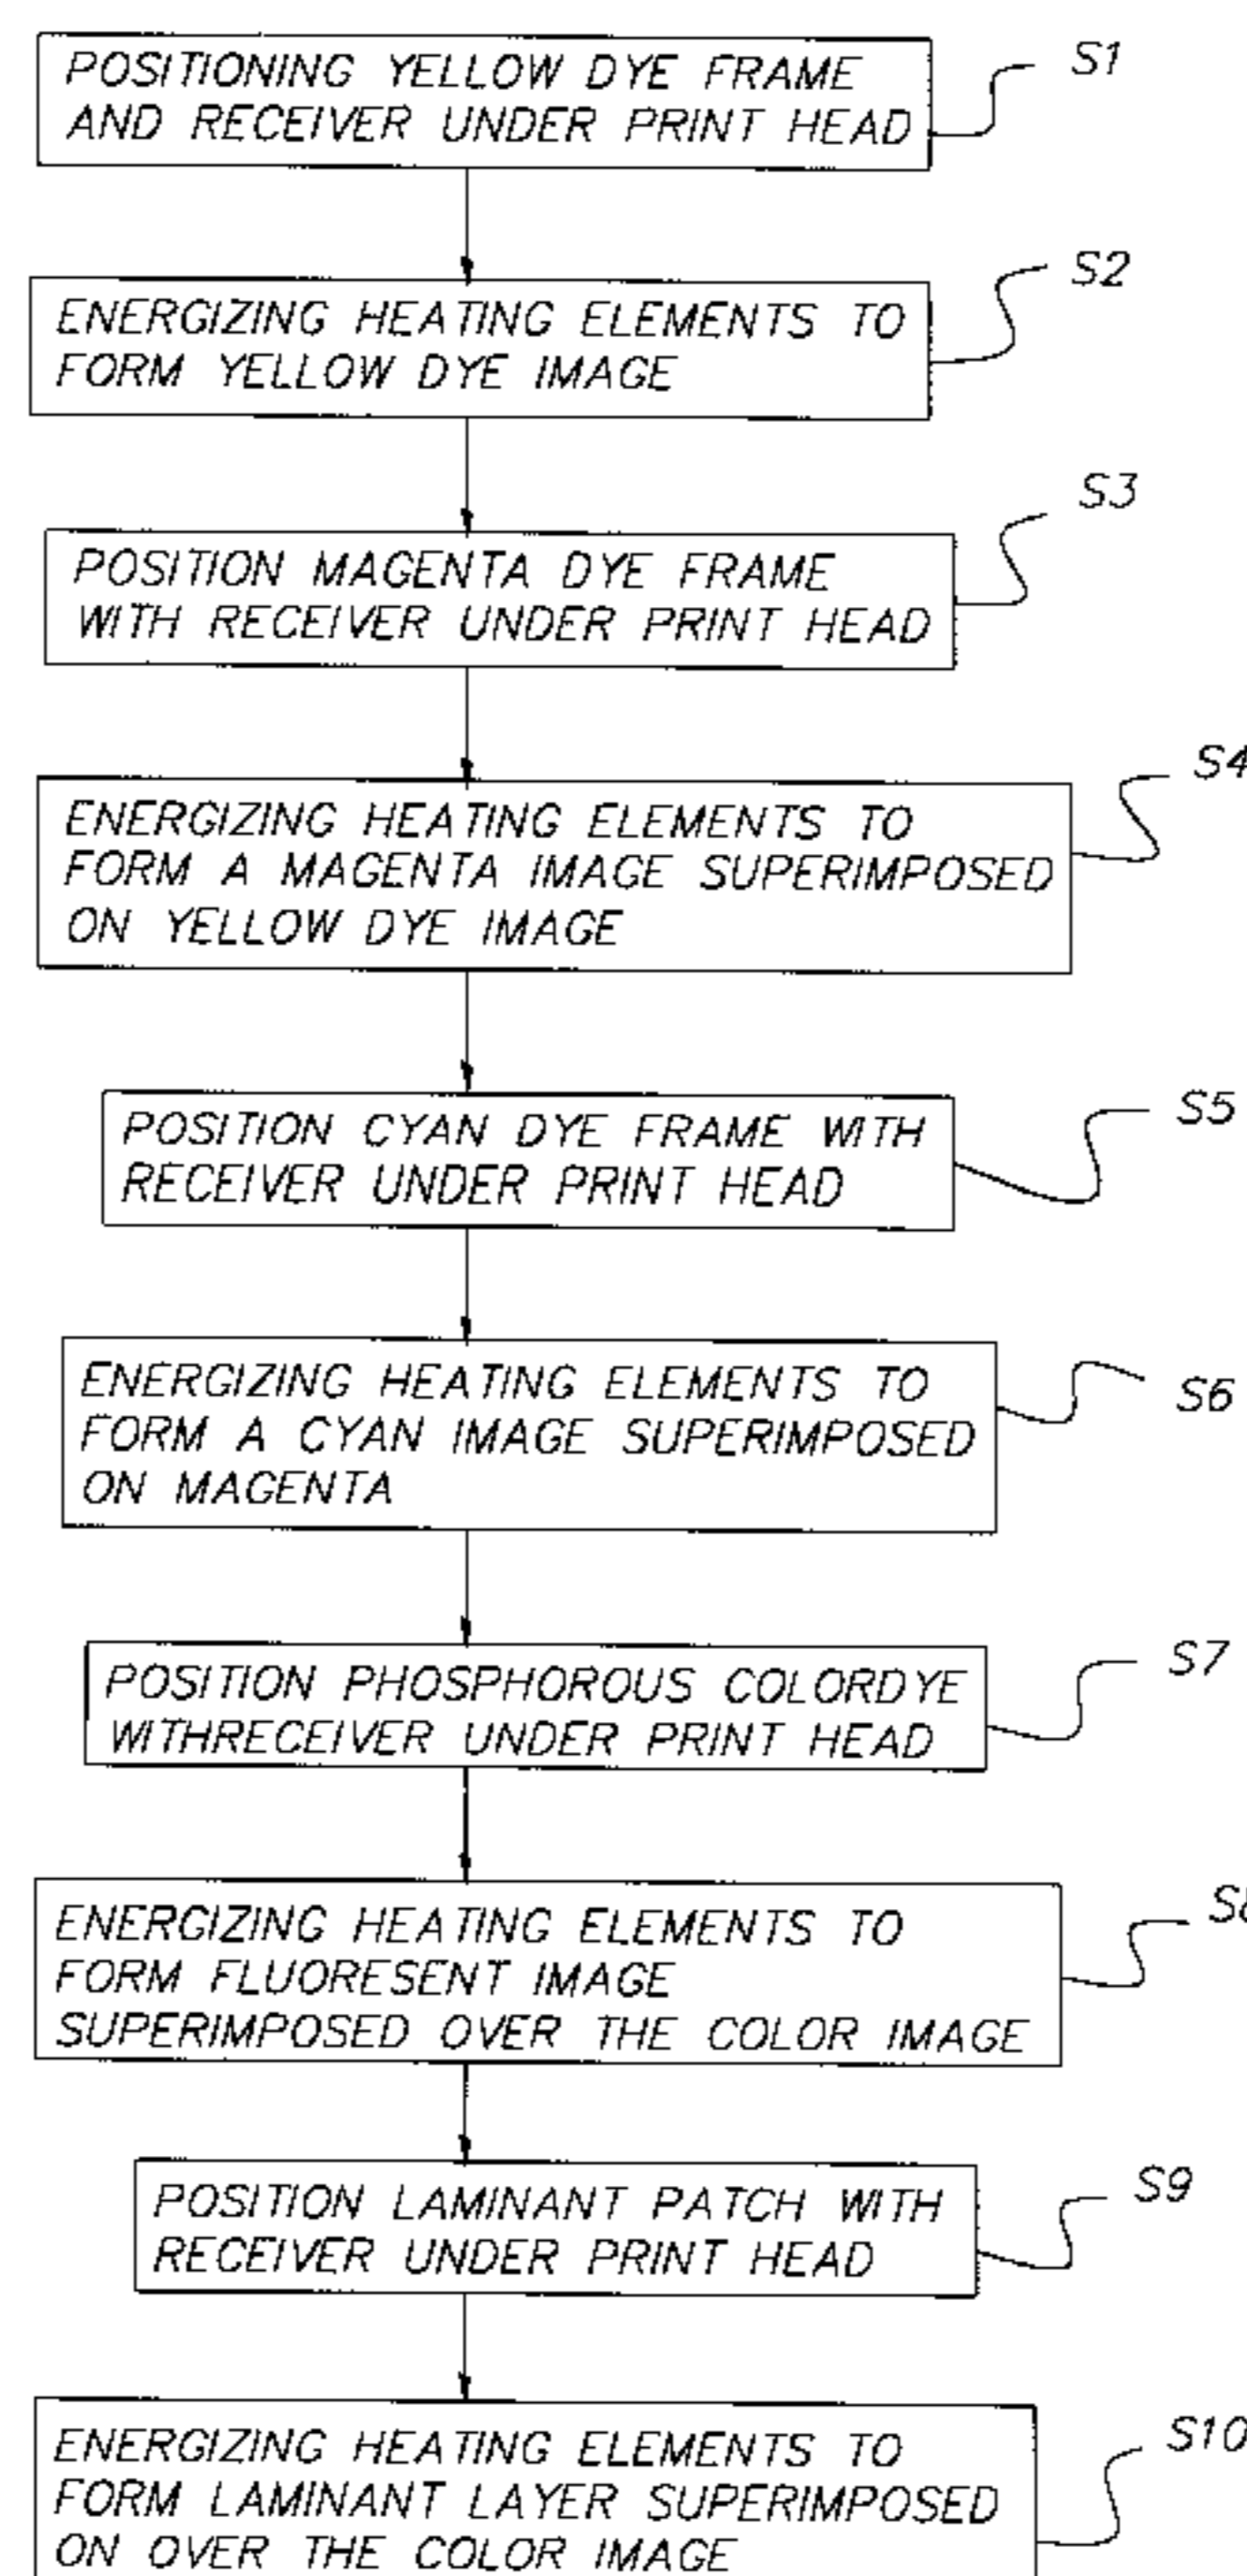 POSITIONING YELLOW DYE FRAME
AND RECEIVER UNDER PRINT HEAD
S1
ENERGIZING HEATING ELEMENTS TO
FORM YELLOW DYE IMAGE
S2
POSITION MAGENTA DYE FRAME
WITH RECEIVER UNDER PRINT HEAD
S3
ENERGIZING HEATING ELEMENTS TO
FORM A MAGENTA IMAGE SUPERIMPOSED
ON YELLOW DYE IMAGE
S4
POSITION CYAN DYE FRAME WITH
RECEIVER UNDER PRINT HEAD
S5
ENERGIZING HEATING ELEMENTS TO
FORM A CYAN IMAGE SUPERIMPOSED
ON MAGENTA
S6
POSITION PHOSPHOROUS COLORDYE
WITHRECEIVER UNDER PRINT HEAD
S7
ENERGIZING HEATING ELEMENTS TO
FORM FLUORESENT IMAGE
SUPERIMPOSED OVER THE COLOR IMAGE
S8
POSITION LAMINANT PATCH WITH
RECEIVER UNDER PRINT HEAD
S9
ENERGIZING HEATING ELEMENTS TO
FORM LAMINANT LAYER SUPERIMPOSED
ON OVER THE COLOR IMAGE
S10